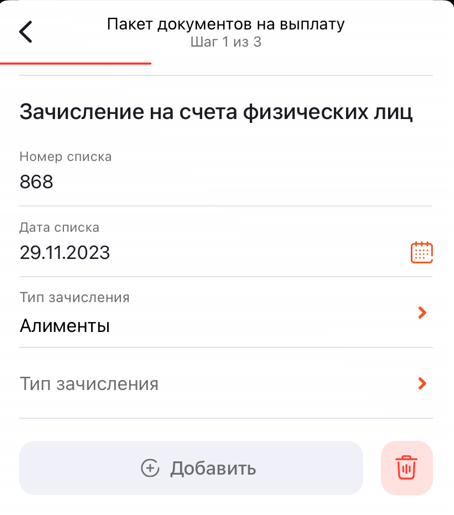 Пакет документов на выплату
Шаг 1 из 3
Зачисление на счета физических лиц
Номер списка
868
Дата списка
29.11.2023
Тип зачисления
Алименты
Тип зачисления
Добавить